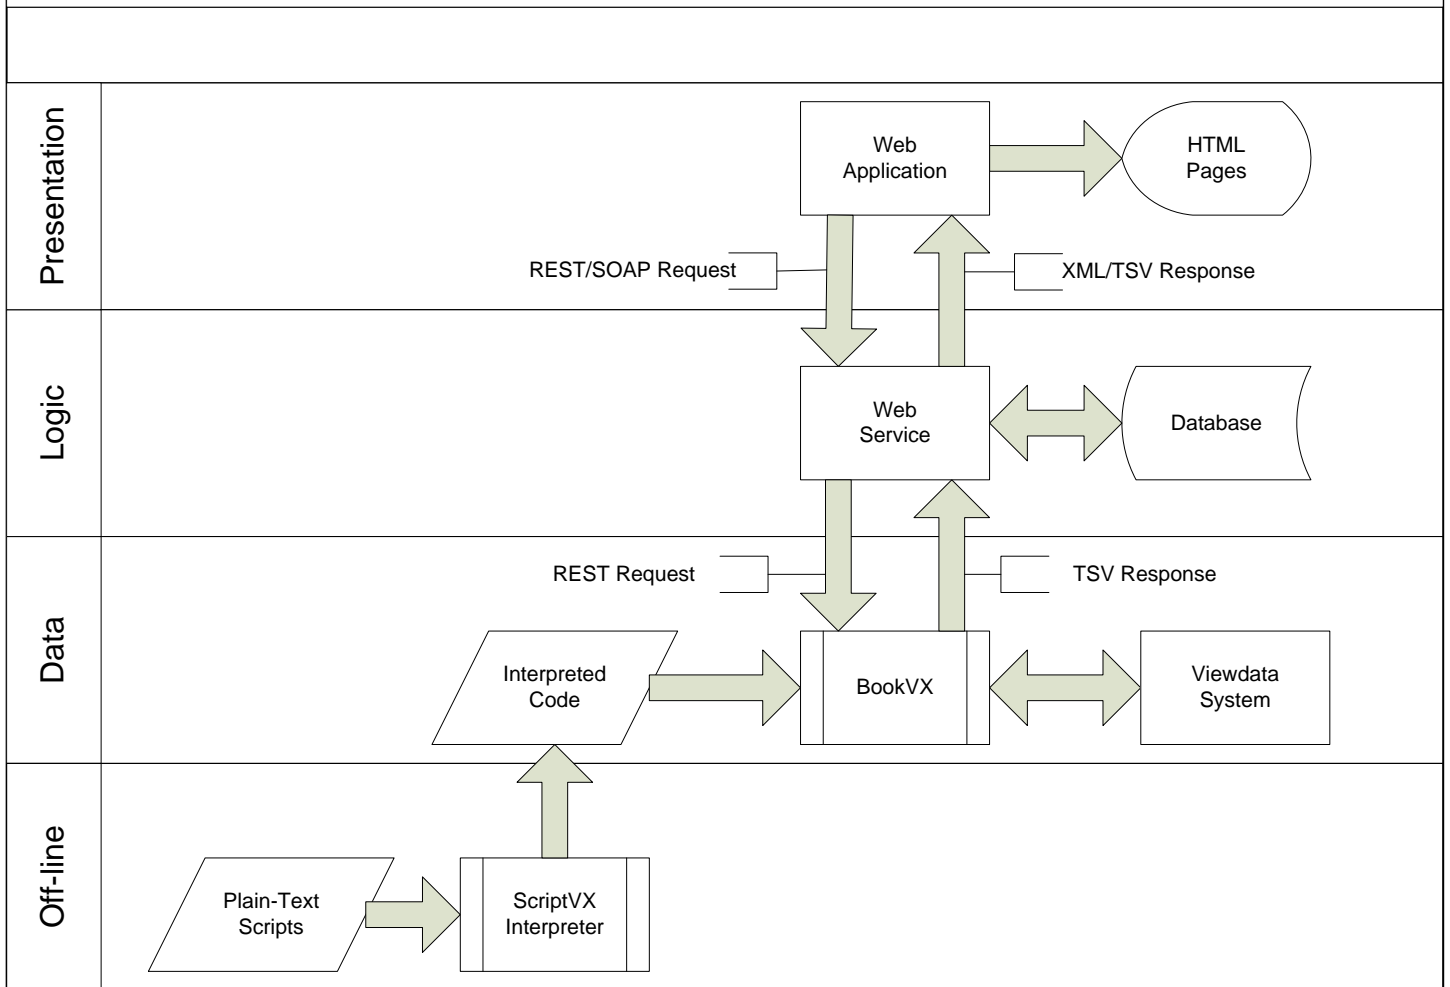 Presentation
Web
Application
HTML
Pages
REST/SOAP Request
XML/TSV Response
Logic
Web
Service
Database
Data
REST Request
TSV Response
Interpreted
Code
BookVX
Viewdata
System
Off-line
Plain-Text
Scripts
ScriptVX
Interpreter